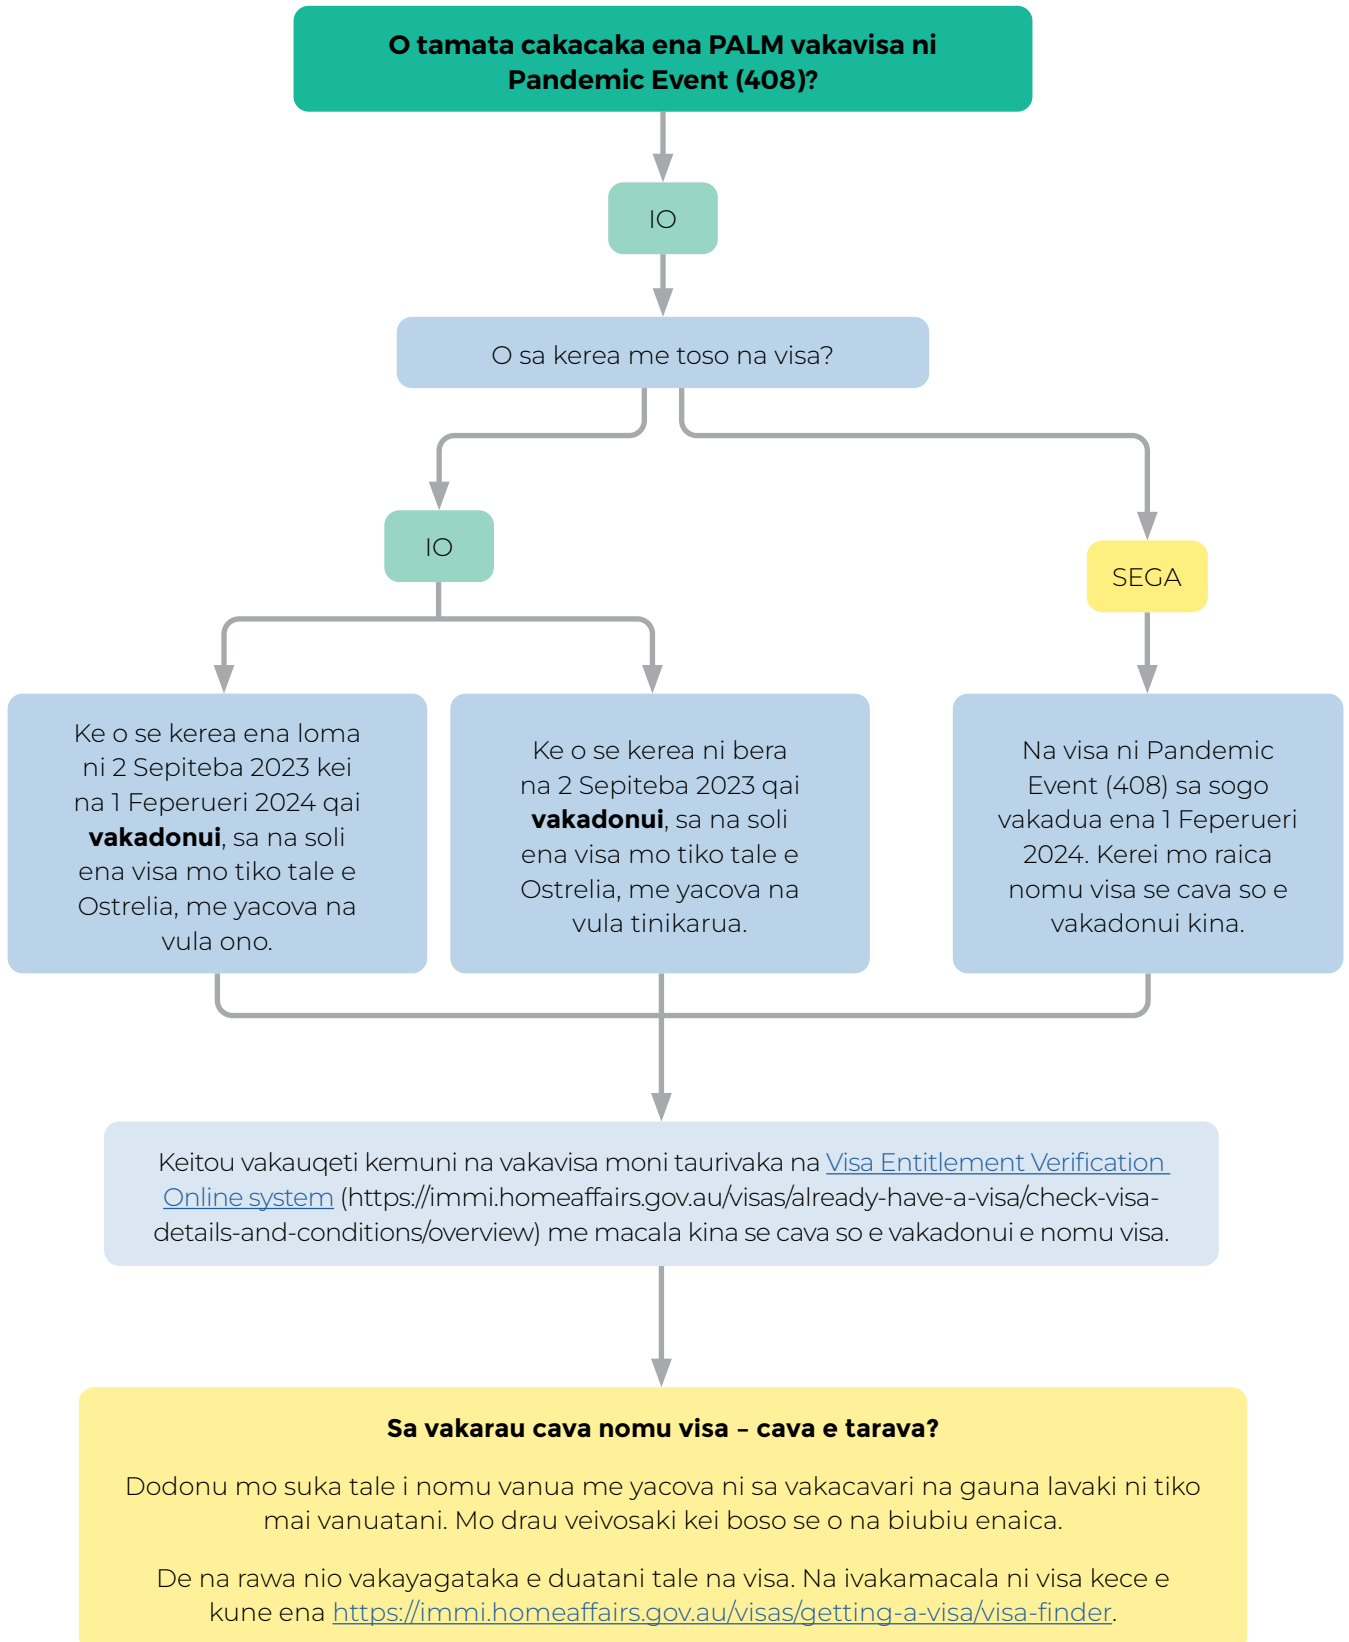 O tamata cakacaka ena PALM vakavisa ni
Pandemic Event (408)?
IO
O sa kerea me toso na visa?
IO
SEGA
Ke o se kerea ena loma
ni 2 Sepiteba 2023 kei
na 1 Feperueri 2024 qai
vakadonui, sa na soli
ena visa mo tiko tale e
Ostrelia, me yacova na
vula ono.
Ke o se kerea ni bera
na 2 Sepiteba 2023 qai
vakadonui, sa na soli
ena visa mo tiko tale e
Ostrelia, me yacova na
vula tinikarua.
Na visa ni Pandemic
Event (408) sa sogo
vakadua ena 1 Feperueri
2024. Kerei mo raica
nomu visa se cava so e
vakadonui kina.
Keitou vakauqeti kemuni na vakavisa moni taurivaka na Visa Entitlement Verification
Online system (https://immi.homeaffairs.gov.au/visas/already-have-a-visa/check-visa-
details-and-conditions/overview) me macala kina se cava so e vakadonui e nomu visa.
Sa vakarau cava nomu visa – cava e tarava?
Dodonu mo suka tale i nomu vanua me yacova ni sa vakacavari na gauna lavaki ni tiko
mai vanuatani. Mo drau veivosaki kei boso se o na biubiu enaica.
De na rawa nio vakayagataka e duatani tale na visa. Na ivakamacala ni visa kece e
kune ena https://immi.homeaffairs.gov.au/visas/getting-a-visa/visa-finder.